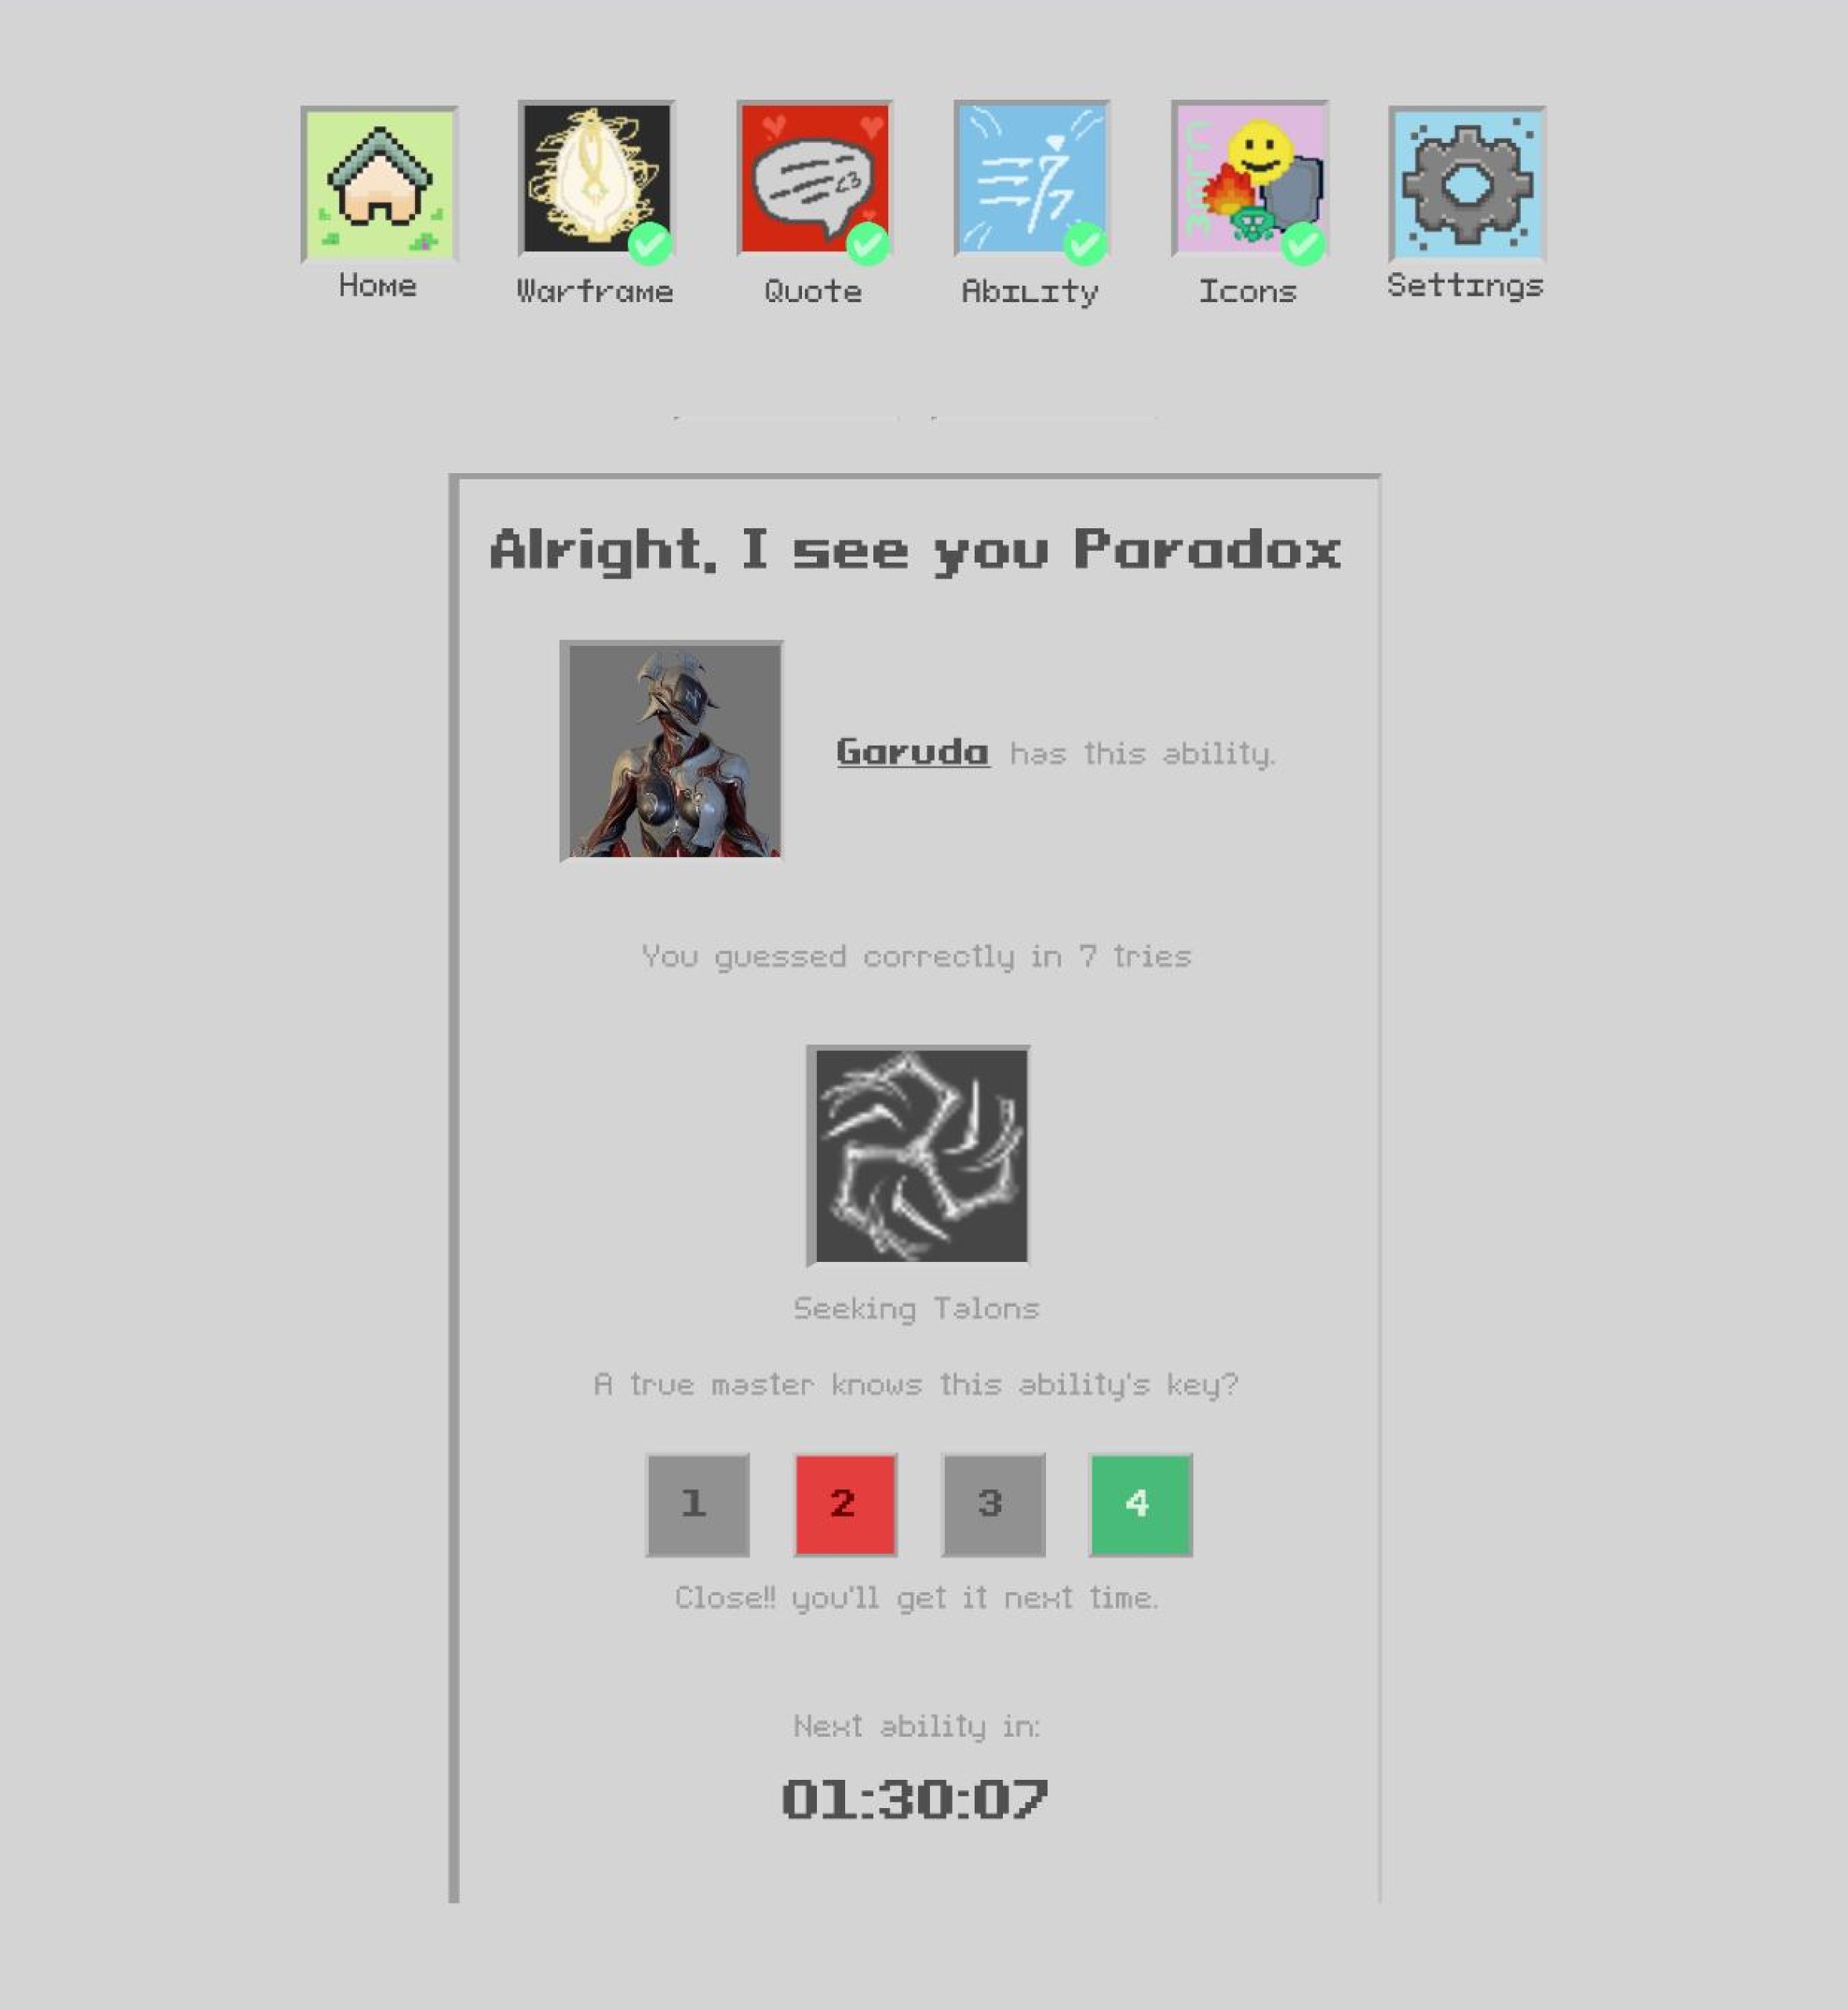 Home
Warframe
Quote
Ability
Icons
Settings
<3
CLEM
Alright, I see you Paradox
Garuda has this ability.
You guessed correctly in 7 tries
Seeking Talons
A true master knows this ability's key?
1
2
3
4
Close!! you'll get it next time.
Next ability in:
01:30:07